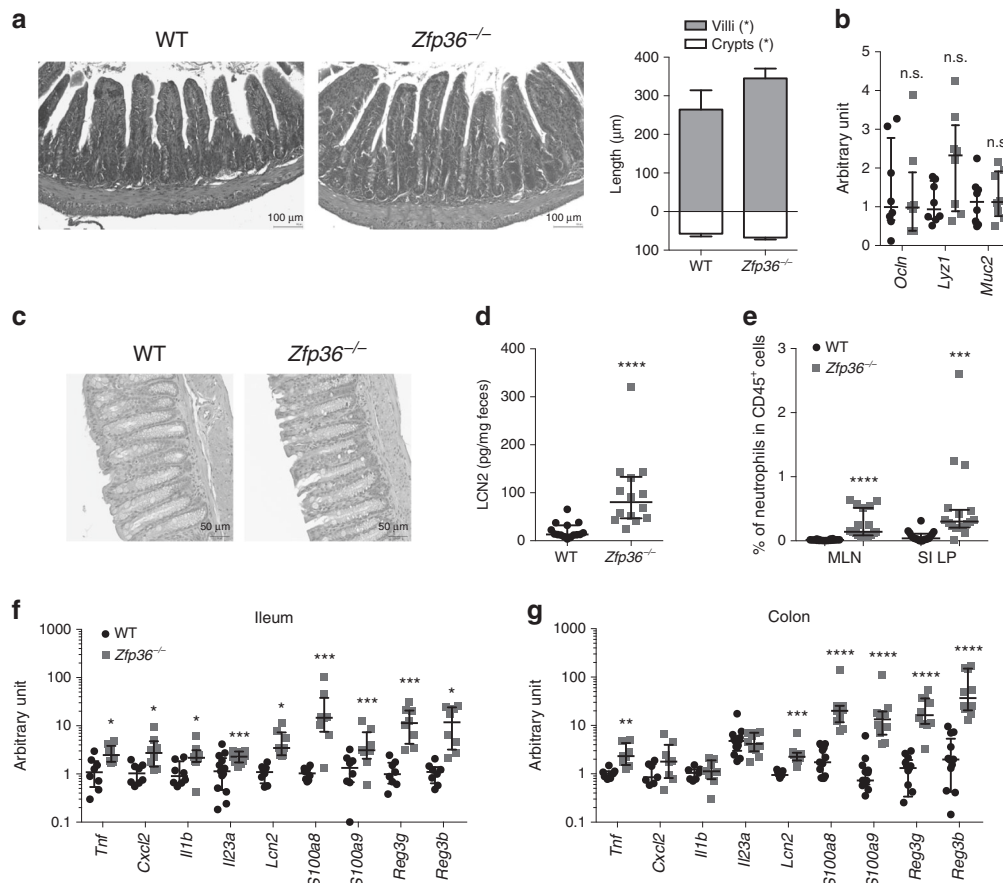 a
WT
Zfp36–/–
100 μm
100 μm
Villi (*)
Crypts (*)
Length (μm)
400
300
200
100
0
100
WT
Zfp36–/–
b
Arbitrary unit
5
4
3
2
1
0
n.s.
n.s.
n.s
Ocln
Lyz1
Muc2
c
WT
Zfp36–/–
50 μm
50 μm
d
LCN2 (pg/mg feces)
400
300
200
100
0
****
WT
Zfp36–/–
e
% of neutrophils in CD45+ cells
3
2
1
0
WT
Zfp36–/–
****
***
MLN
SI LP
f
Ileum
Arbitrary unit
1000
100
10
1
0.1
WT
Zfp36–/–
*
*
*
***
*
***
***
***
*
Tnf
Cxcl2
Il1b
Il23a
Lcn2
S100a8
S100a9
Reg3g
Reg3b
g
Colon
Arbitrary unit
1000
100
10
1
0.1
**
***
****
****
****
****
Tnf
Cxcl2
Il1b
Il23a
Lcn2
S100a8
S100a9
Reg3g
Reg3b